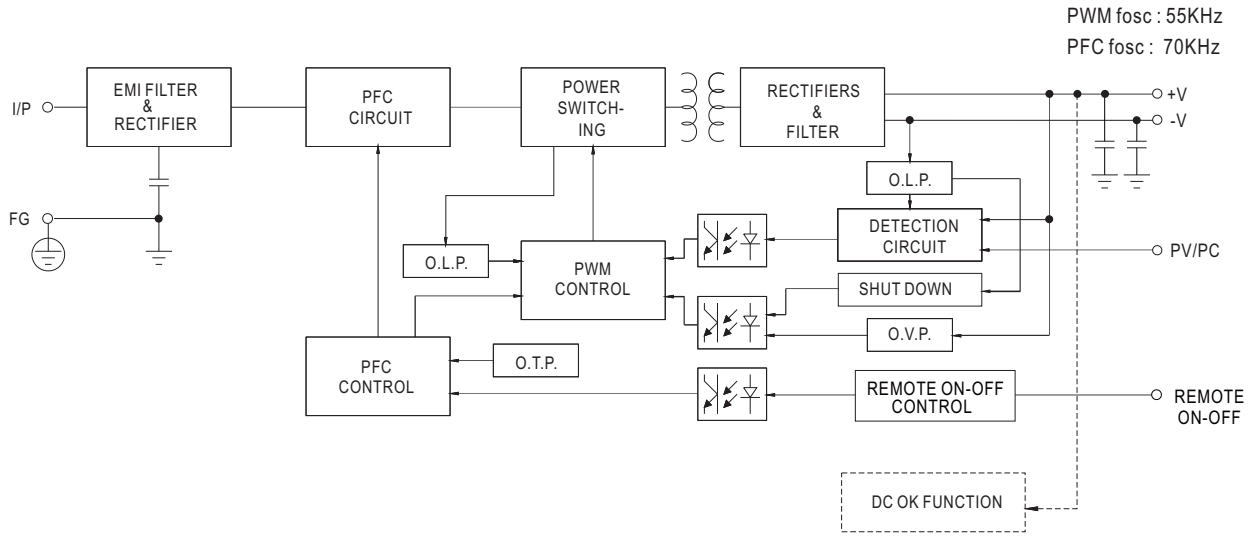 PWM fosc : 55KHz
PFC fosc : 70KHz
I/P
EMI FILTER
&
RECTIFIER
PFC
CIRCUIT
POWER
SWITCH-
ING
RECTIFIERS
&
FILTER
+V
-V
O.L.P.
FG
DETECTION
CIRCUIT
PV/PC
O.L.P.
PWM
CONTROL
SHUT DOWN
O.V.P.
PFC
CONTROL
O.T.P.
REMOTE ON-OFF
CONTROL
REMOTE
ON-OFF
DC OK FUNCTION